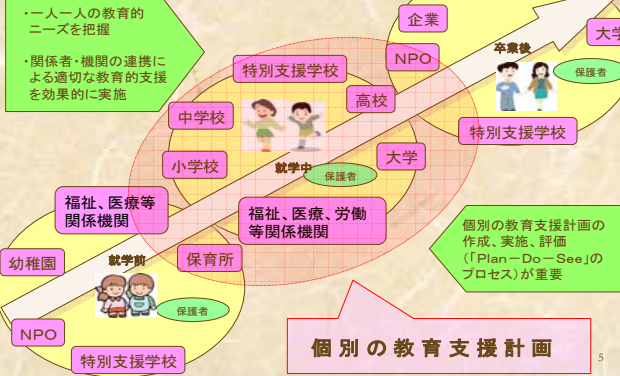 ・一人一人の教育的
ニーズを把握
・関係者・機関の連携に
よる適切な教育的支援
を効果的に実施
企業
大学
NPO
卒業後
保護者
特別支援学校
特別支援学校
高校
中学校
小学校
就学中
保護者
大学
福祉、医療等
関係機関
福祉、医療、労働
等関係機関
幼稚園
就学前
保育所
保護者
NPO
特別支援学校
個別の教育支援計画の
作成、実施、評価
(「Plan－Do－See」の
プロセス)が重要
個別の教育支援計画
5